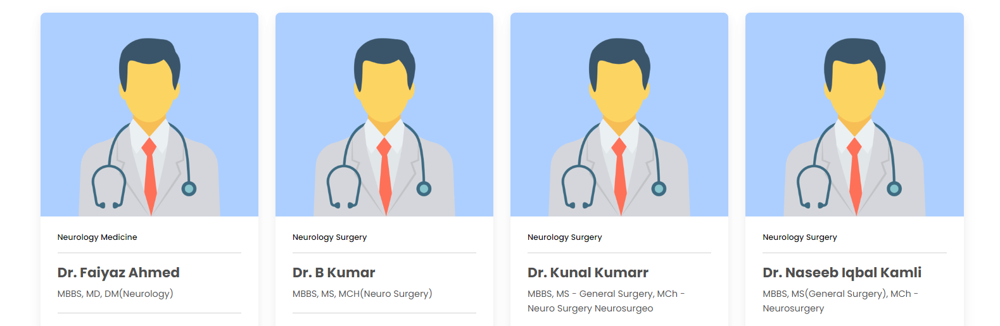 Neurology Medicine
Dr. Faiyaz Ahmed
MBBS, MD, DM(Neurology)
Neurology Surgery
Dr. B Kumar
MBBS, MS, MCH(Neuro Surgery)
Neurology Surgery
Dr. Kunal Kumarr
MBBS, MS - General Surgery, MCh -
Neuro Surgery Neurosurgeo
Neurology Surgery
Dr. Naseeb Iqbal Kamli
MBBS, MS(General Surgery), MCh -
Neurosurgery